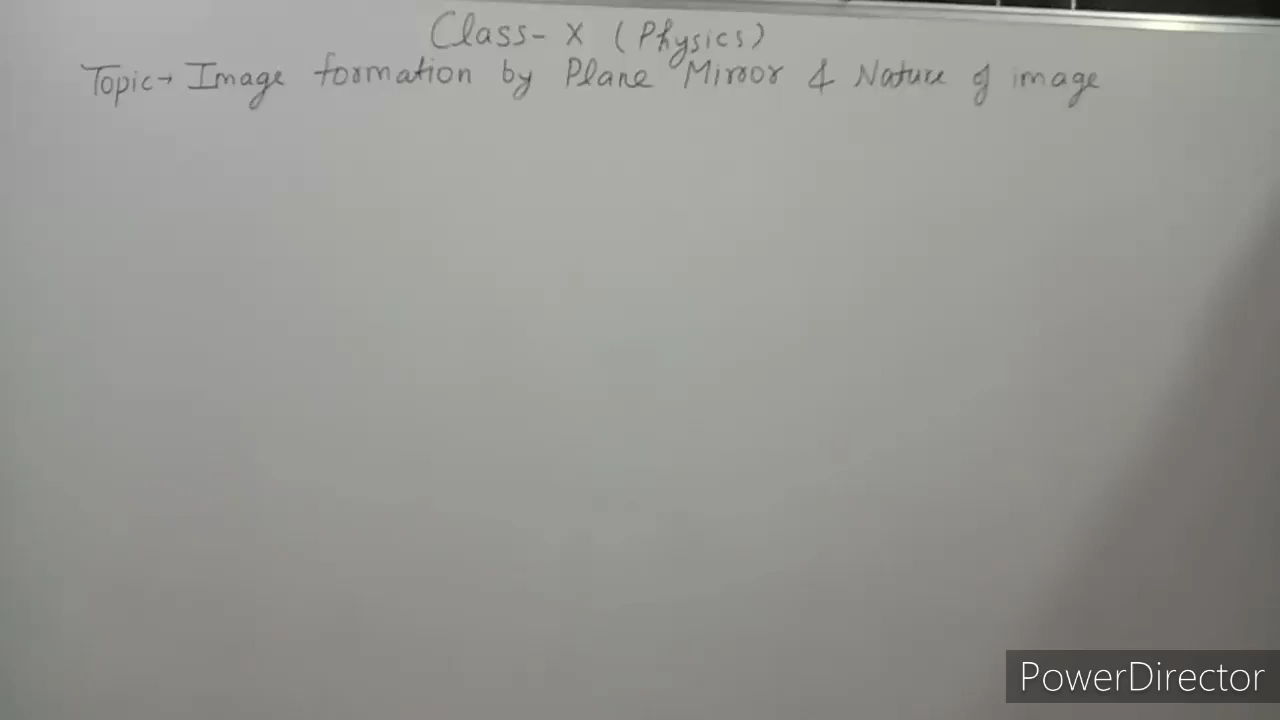 Class- X (Physics)
Topic→ Image formation by Plane Mirror & Nature of image
PowerDirector